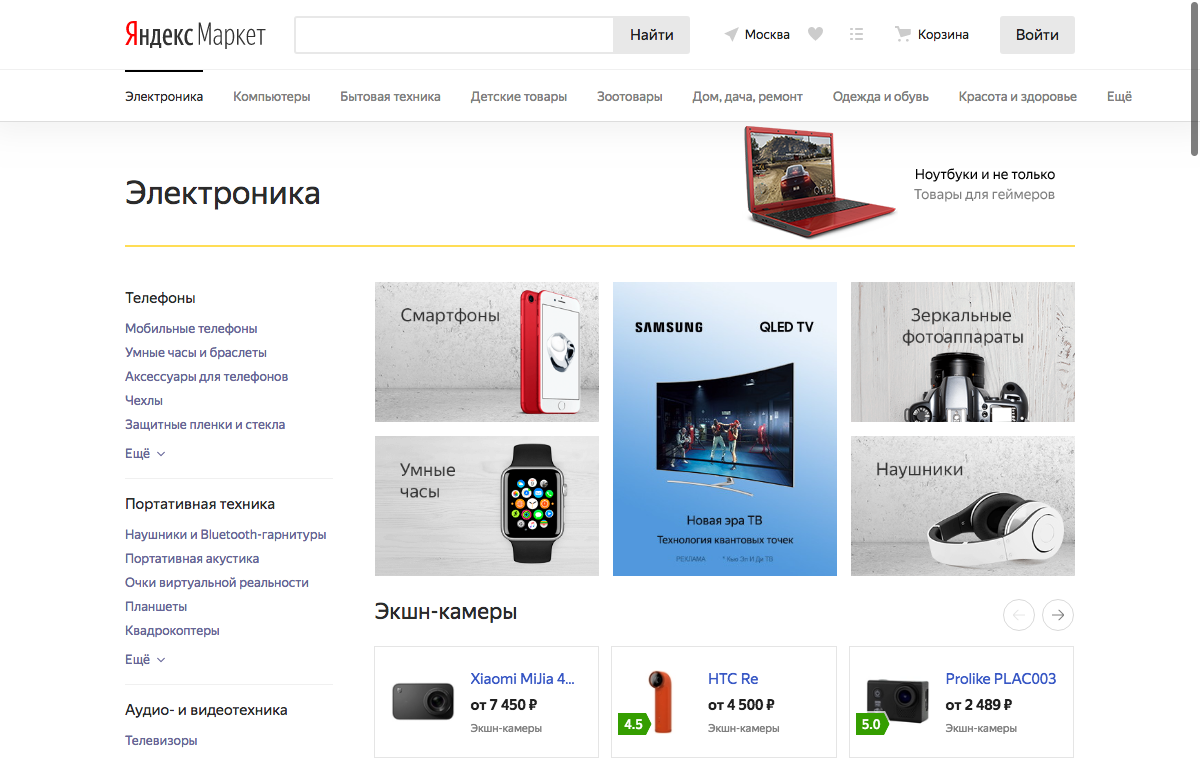 Яндекс Маркет
Найти
Москва
Корзина
Войти
Электроника
Компьютеры
Бытовая техника
Детские товары
Зоотовары
Дом, дача, ремонт
Одежда и обувь
Красота и здоровье
Ещё
Электроника
Ноутбуки и не только
Товары для геймеров
Телефоны
Мобильные телефоны
Умные часы и браслеты
Аксессуары для телефонов
Чехлы
Защитные пленки и стекла
Ещё
Портативная техника
Наушники и Bluetooth-гарнитуры
Портативная акустика
Очки виртуальной реальности
Планшеты
Квадрокоптеры
Ещё
Аудио- и видеотехника
Телевизоры
Смартфоны
Умные
часы
SAMSUNG QLED TV
Новая эра ТВ
Технология квантовых точек
РЕКЛАМА * Кью Эл И Ди ТВ
Зеркальные
фотоаппараты
Наушники
Экшн-камеры
Xiaomi MiJia 4...
от 7 450 ₽
Экшн-камеры
4.5
HTC Re
от 4 500 ₽
Экшн-камеры
5.0
Prolike PLAC003
от 2 489 ₽
Экшн-камеры